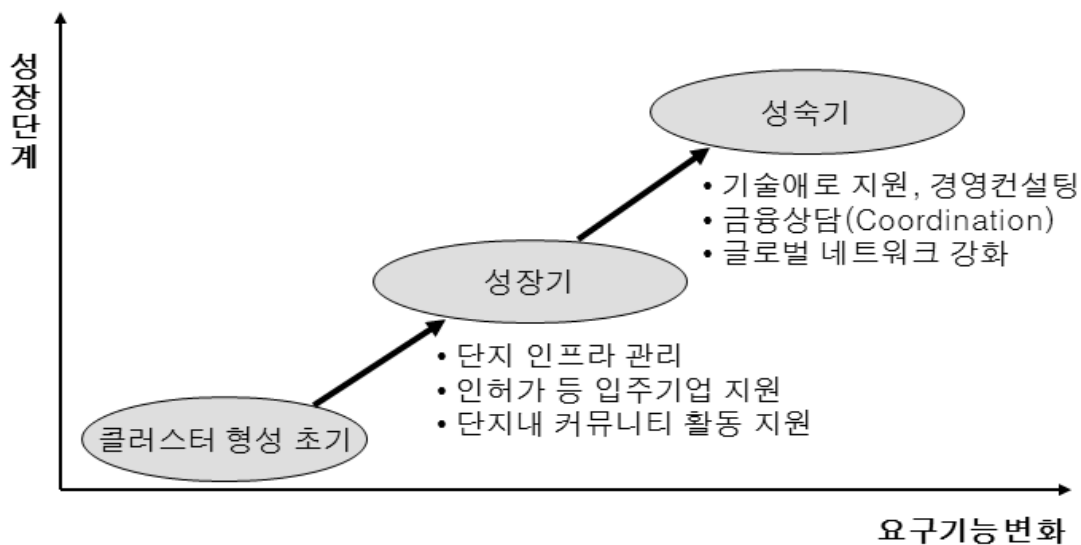 성장단계
성숙기
• 기술애로 지원, 경영컨설팅
• 금융상담(Coordination)
• 글로벌 네트워크 강화
성장기
• 단지 인프라 관리
• 인허가 등 입주기업 지원
• 단지내 커뮤니티 활동 지원
클러스터 형성 초기
요구기능변화